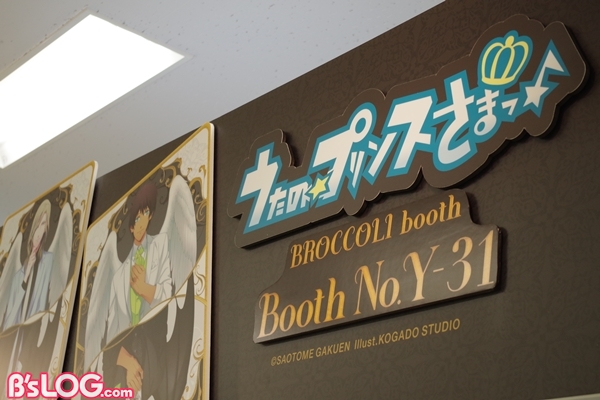 うたの☆プリンスさまっ♪
BROCCOLI booth
Booth No.Y-31
©SAOTOME GAKUEN Illust.KOGADO STUDIO
B'sLOG.com